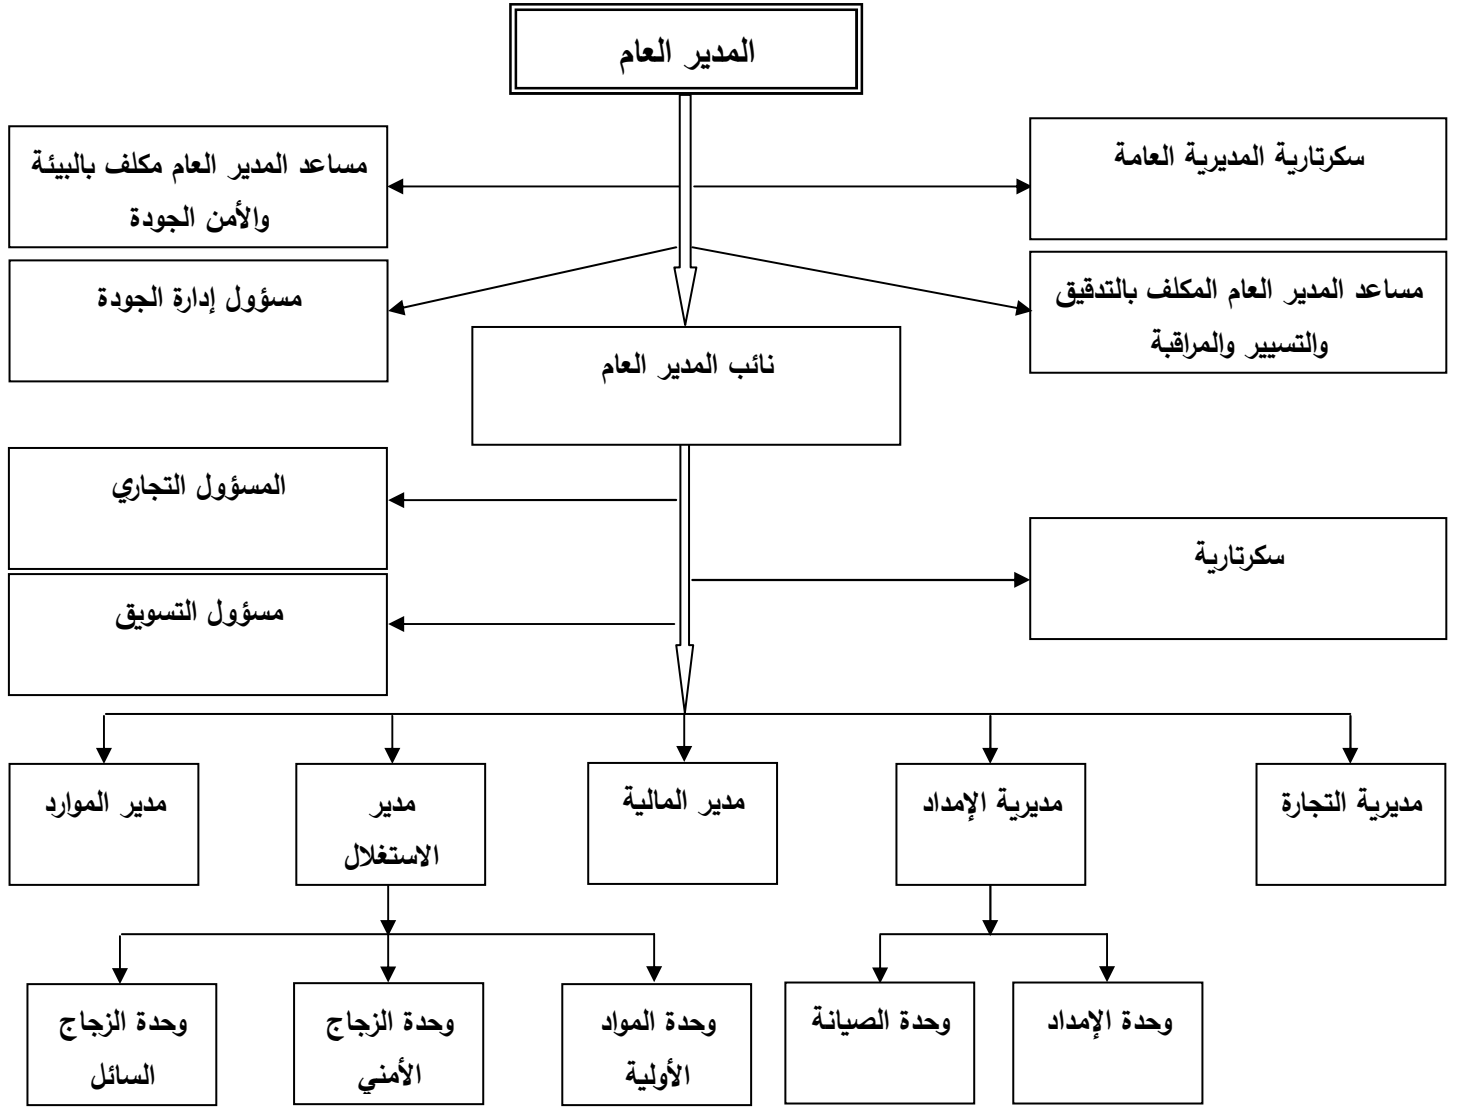 المدير العام
سكرتارية المديرية العامة
مساعد المدير العام مكلف بالبيئة
والأمن الجودة
مساعد المدير العام المكلف بالتدقيق
والتسيير والمراقبة
مسؤول إدارة الجودة
نائب المدير العام
المسؤول التجاري
سكرتارية
مسؤول التسويق
مديرية التجارة
مديرية الإمداد
مدير المالية
مدير
الاستغلال
مدير الموارد
وحدة الإمداد
وحدة الصيانة
وحدة المواد
الأولية
وحدة الزجاج
الأمني
وحدة الزجاج
السائل